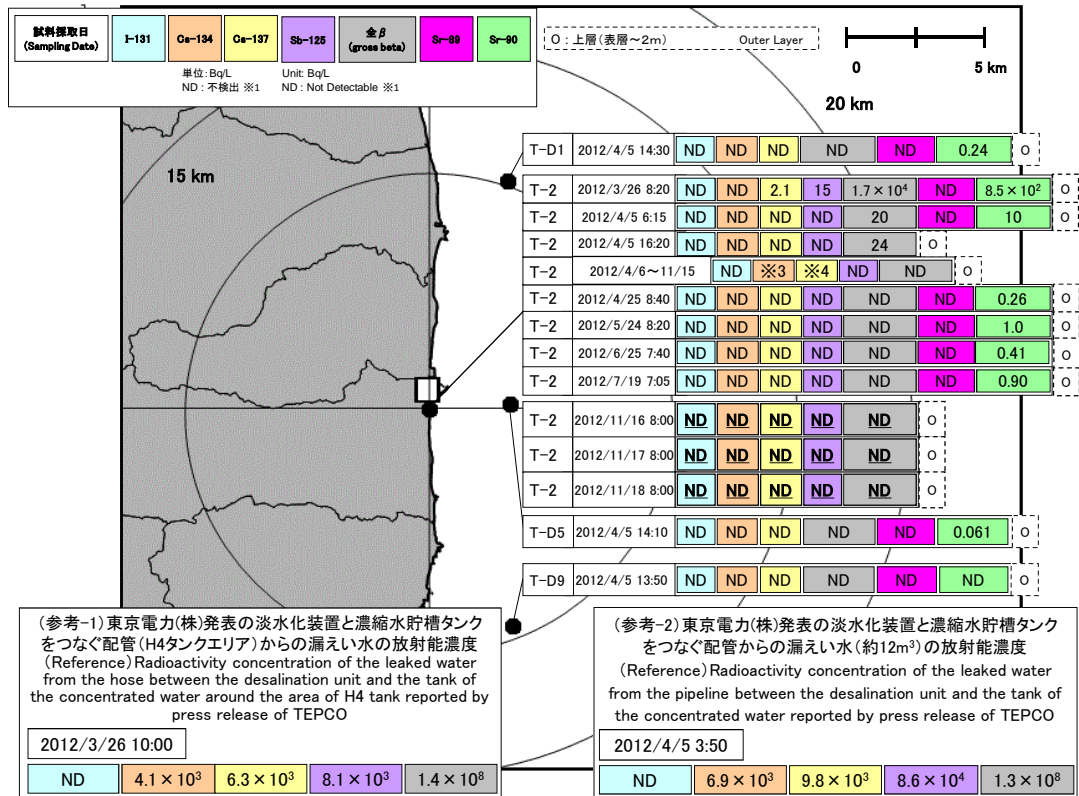 試料採取日
(Sampling Date)
I-131
Cs-134
Cs-137
Sb-125
全β
(gross beta)
Sr-89
Sr-90
単位: Bq/L Unit: Bq/L
ND : 不検出 ※1 ND : Not Detectable ※1
O : 上層(表層～2m) Outer Layer
0 5 km
20 km
15 km
T-D1 2012/4/5 14:30 ND ND ND ND ND 0.24 O
T-2 2012/3/26 8:20 ND ND 2.1 15 1.7×10⁴ ND 8.5×10² O
T-2 2012/4/5 6:15 ND ND ND ND 20 ND 10 O
T-2 2012/4/5 16:20 ND ND ND ND 24 O
T-2 2012/4/6～11/15 ND ※3 ※4 ND ND O
T-2 2012/4/25 8:40 ND ND ND ND ND ND 0.26 O
T-2 2012/5/24 8:20 ND ND ND ND ND ND 1.0 O
T-2 2012/6/25 7:40 ND ND ND ND ND ND 0.41 O
T-2 2012/7/19 7:05 ND ND ND ND ND ND 0.90 O
T-2 2012/11/16 8:00 ND ND ND ND ND O
T-2 2012/11/17 8:00 ND ND ND ND ND O
T-2 2012/11/18 8:00 ND ND ND ND ND O
T-D5 2012/4/5 14:10 ND ND ND ND ND 0.061 O
T-D9 2012/4/5 13:50 ND ND ND ND ND ND O
(参考-1)東京電力(株)発表の淡水化装置と濃縮水貯槽タンク
をつなぐ配管(H4タンクエリア)からの漏えい水の放射能濃度
(Reference)Radioactivity concentration of the leaked water
from the hose between the desalination unit and the tank of
the concentrated water around the area of H4 tank reported by
press release of TEPCO
2012/3/26 10:00
ND 4.1×10³ 6.3×10³ 8.1×10³ 1.4×10⁸
(参考-2)東京電力(株)発表の淡水化装置と濃縮水貯槽タンク
をつなぐ配管からの漏えい水(約12m³)の放射能濃度
(Reference)Radioactivity concentration of the leaked water
from the pipeline between the desalination unit and the tank of
the concentrated water reported by press release of TEPCO
2012/4/5 3:50
ND 6.9×10³ 9.8×10³ 8.6×10⁴ 1.3×10⁸